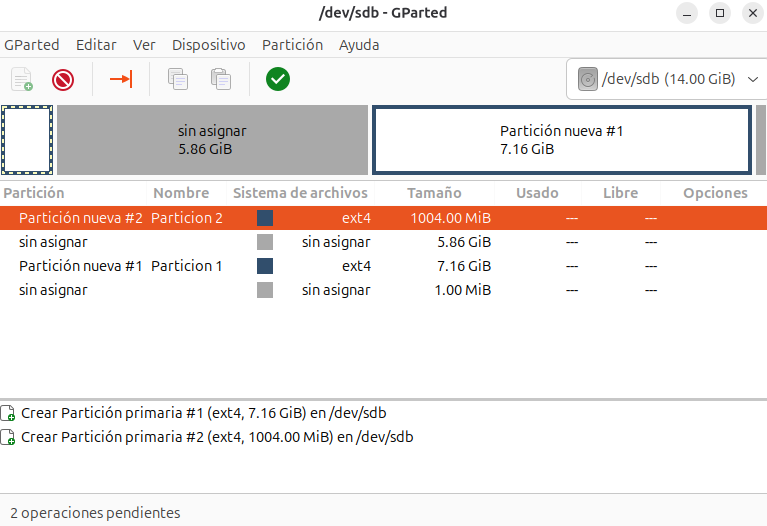 /dev/sdb - GParted
GParted Editar Ver Dispositivo Partición Ayuda
/dev/sdb (14.00 GiB)
sin asignar
5.86 GiB
Partición nueva #1
7.16 GiB
Partición Nombre Sistema de archivos Tamaño Usado Libre Opciones
Partición nueva #2 Particion 2 ext4 1004.00 MiB --- ---
sin asignar sin asignar 5.86 GiB --- ---
Partición nueva #1 Particion 1 ext4 7.16 GiB --- ---
sin asignar sin asignar 1.00 MiB --- ---
Crear Partición primaria #1 (ext4, 7.16 GiB) en /dev/sdb
Crear Partición primaria #2 (ext4, 1004.00 MiB) en /dev/sdb
2 operaciones pendientes